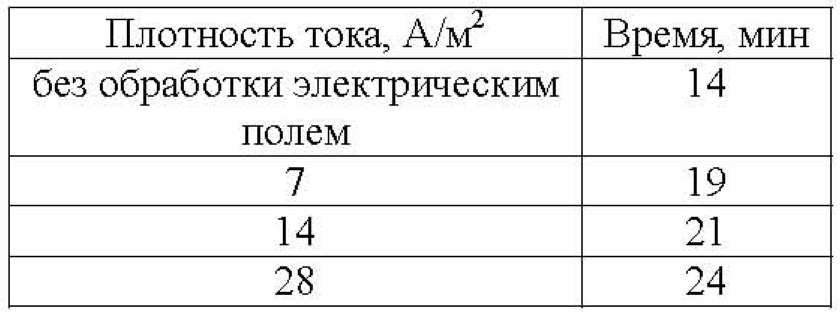 Плотность тока, А/м² Время, мин
без обработки электрическим 14
полем
7 19
14 21
28 24